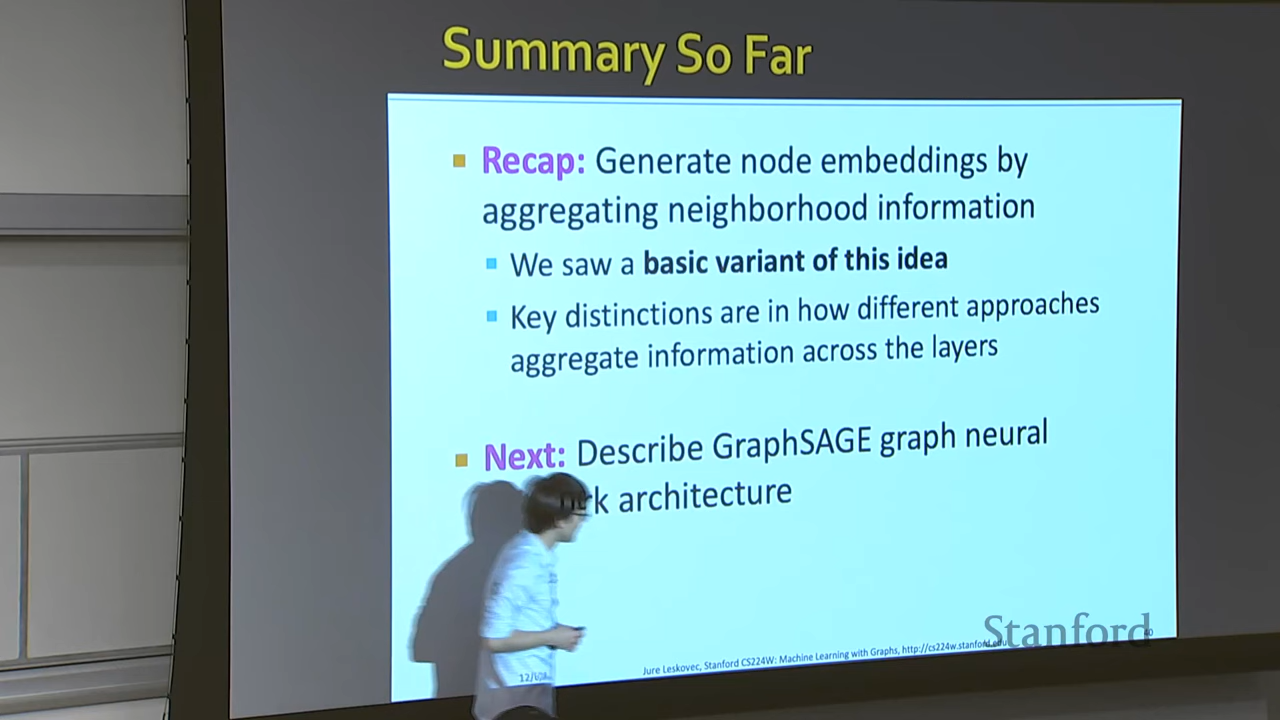 Summary So Far
Recap: Generate node embeddings by
aggregating neighborhood information
We saw a basic variant of this idea
Key distinctions are in how different approaches
aggregate information across the layers
Next: Describe GraphSAGE graph neural
architecture
Stanford
Jure Leskovec, Stanford CS224W: Machine Learning with Graphs, http://cs224w.stanford.edu